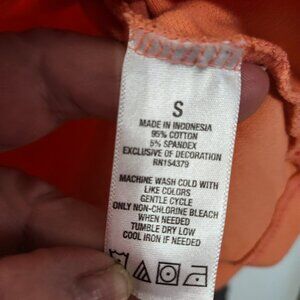 S
MADE IN INDONESIA
95% COTTON
5% SPANDEX
EXCLUSIVE OF DECORATION
RN154379
MACHINE WASH COLD WITH
LIKE COLORS
GENTLE CYCLE
ONLY NON-CHLORINE BLEACH
WHEN NEEDED
TUMBLE DRY LOW
COOL IRON IF NEEDED